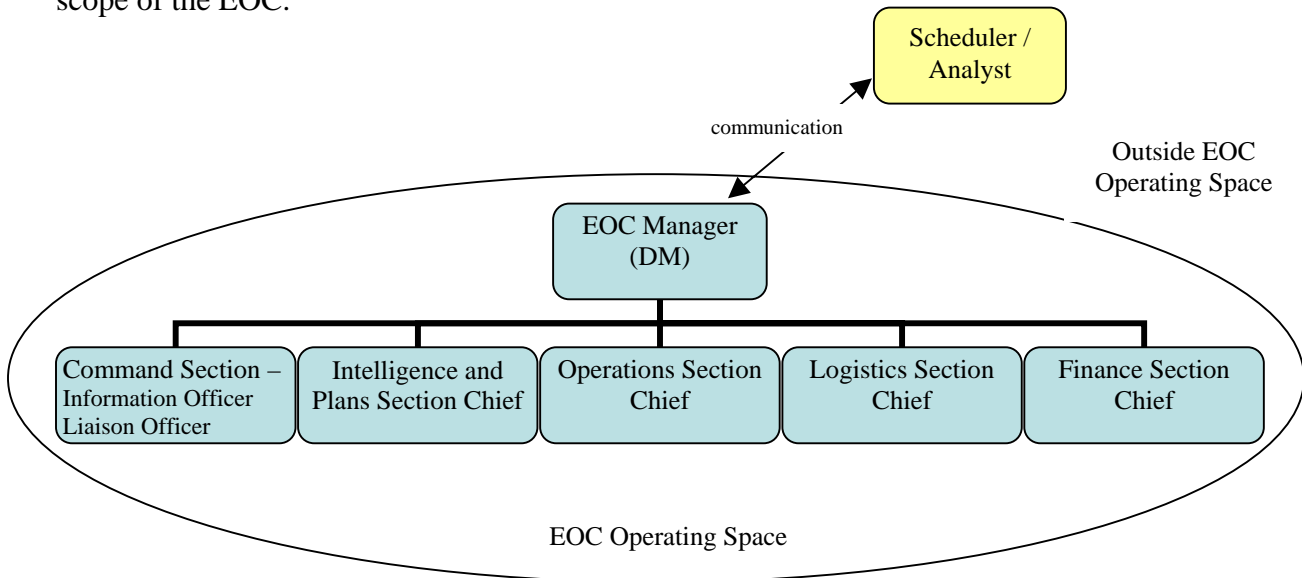 scope of the EOC.
Scheduler /
Analyst
communication
Outside EOC
Operating Space
EOC Manager
(DM)
Command Section –
Information Officer
Liaison Officer
Intelligence and
Plans Section Chief
Operations Section
Chief
Logistics Section
Chief
Finance Section
Chief
EOC Operating Space